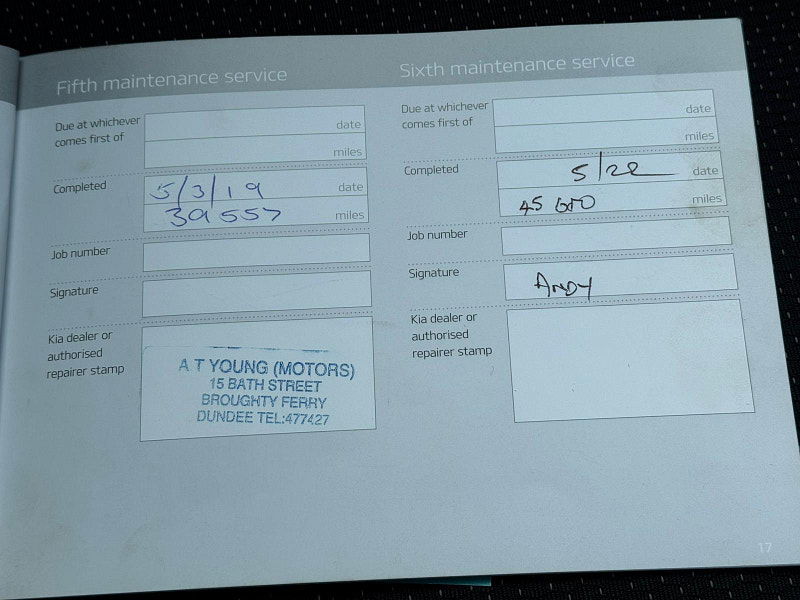 Fifth maintenance service
Due at whichever
comes first of
date
miles
Completed
5/3/19 date
39557 miles
Job number
Signature
Kia dealer or
authorised
repairer stamp
A T YOUNG (MOTORS)
15 BATH STREET
BROUGHTY FERRY
DUNDEE TEL:477427
Sixth maintenance service
Due at whichever
comes first of
date
miles
Completed
5/22 date
45 miles
Job number
Signature
ANDY
Kia dealer or
authorised
repairer stamp
17